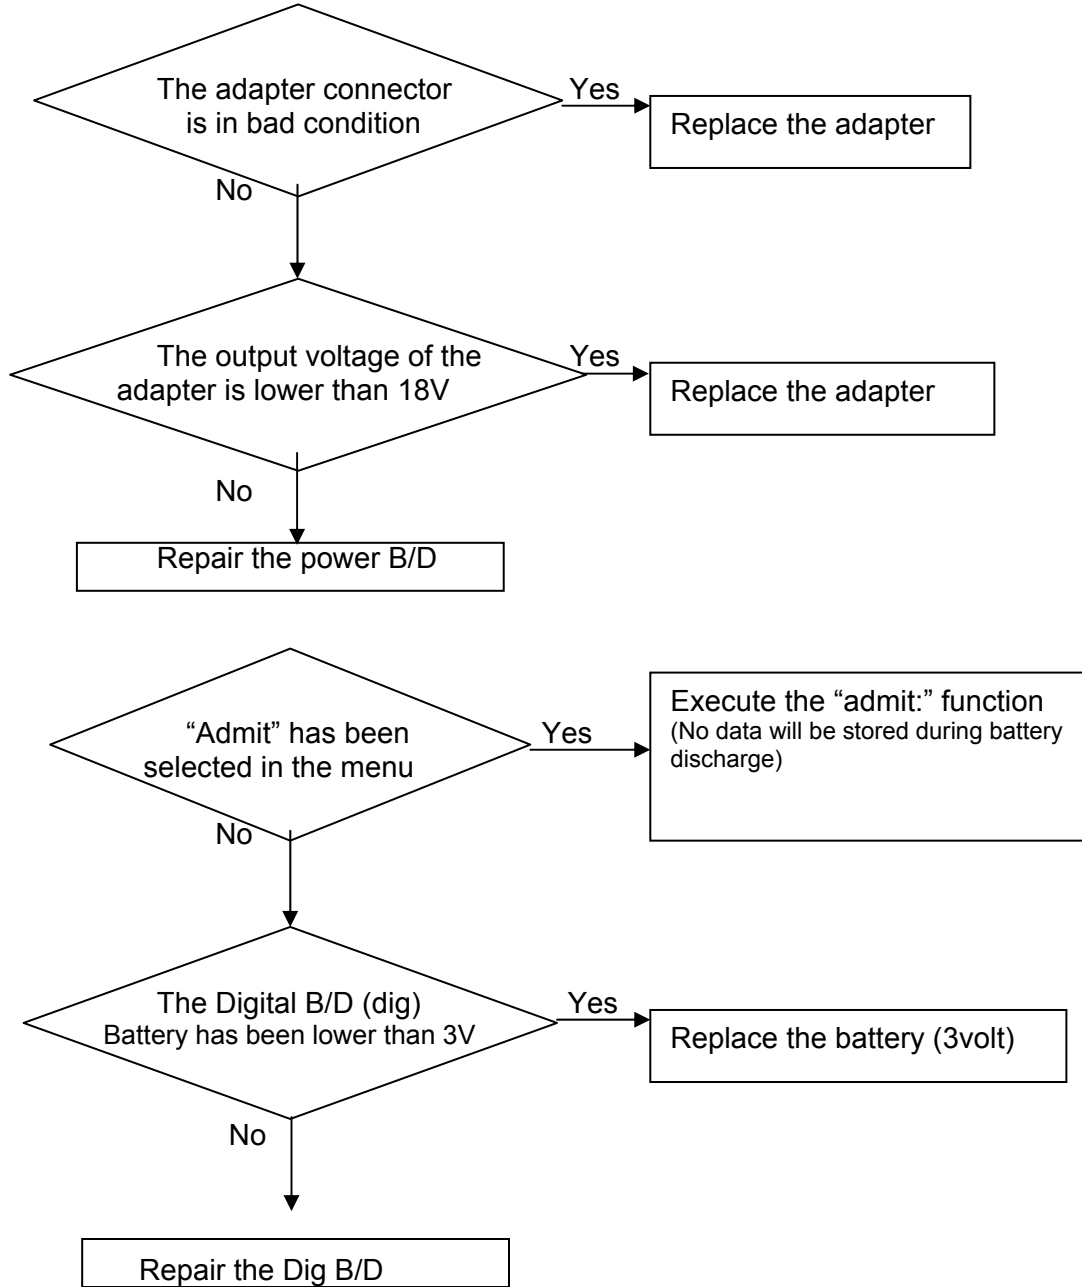 The adapter connector
is in bad condition
Yes
Replace the adapter
No
The output voltage of the
adapter is lower than 18V
Yes
Replace the adapter
No
Repair the power B/D
“Admit” has been
selected in the menu
Yes
Execute the “admit:” function
(No data will be stored during battery
discharge)
No
The Digital B/D (dig)
Battery has been lower than 3V
Yes
Replace the battery (3volt)
No
Repair the Dig B/D